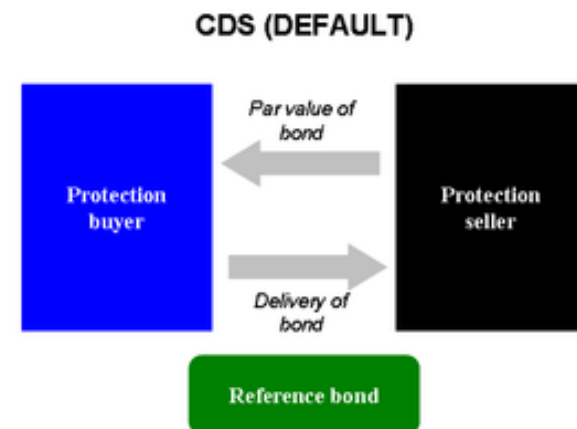 CDS (DEFAULT)
Par value of
bond
Protection
buyer
Protection
seller
Delivery of
bond
Reference bond